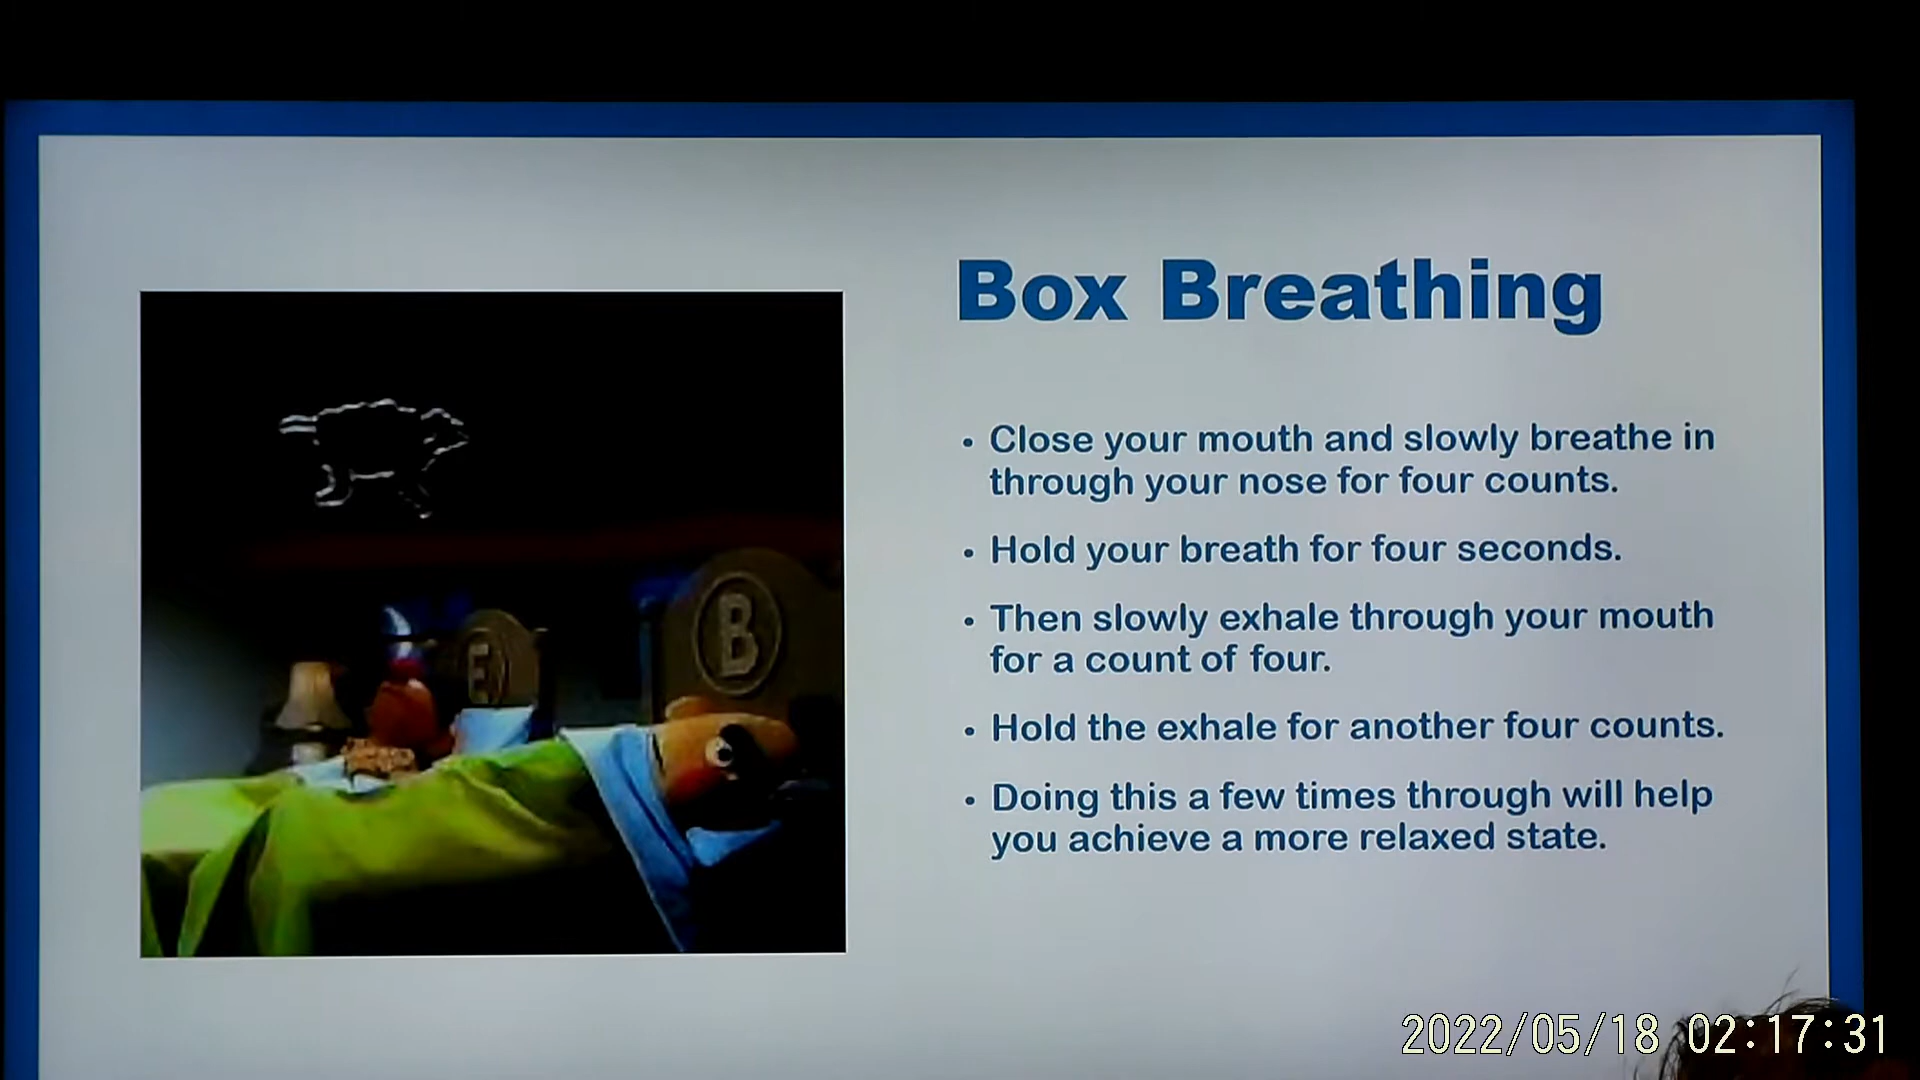 Box Breathing
• Close your mouth and slowly breathe in
through your nose for four counts.
• Hold your breath for four seconds.
• Then slowly exhale through your mouth
for a count of four.
• Hold the exhale for another four counts.
• Doing this a few times through will help
you achieve a more relaxed state.
E
B
2022/05/18 02:17:31